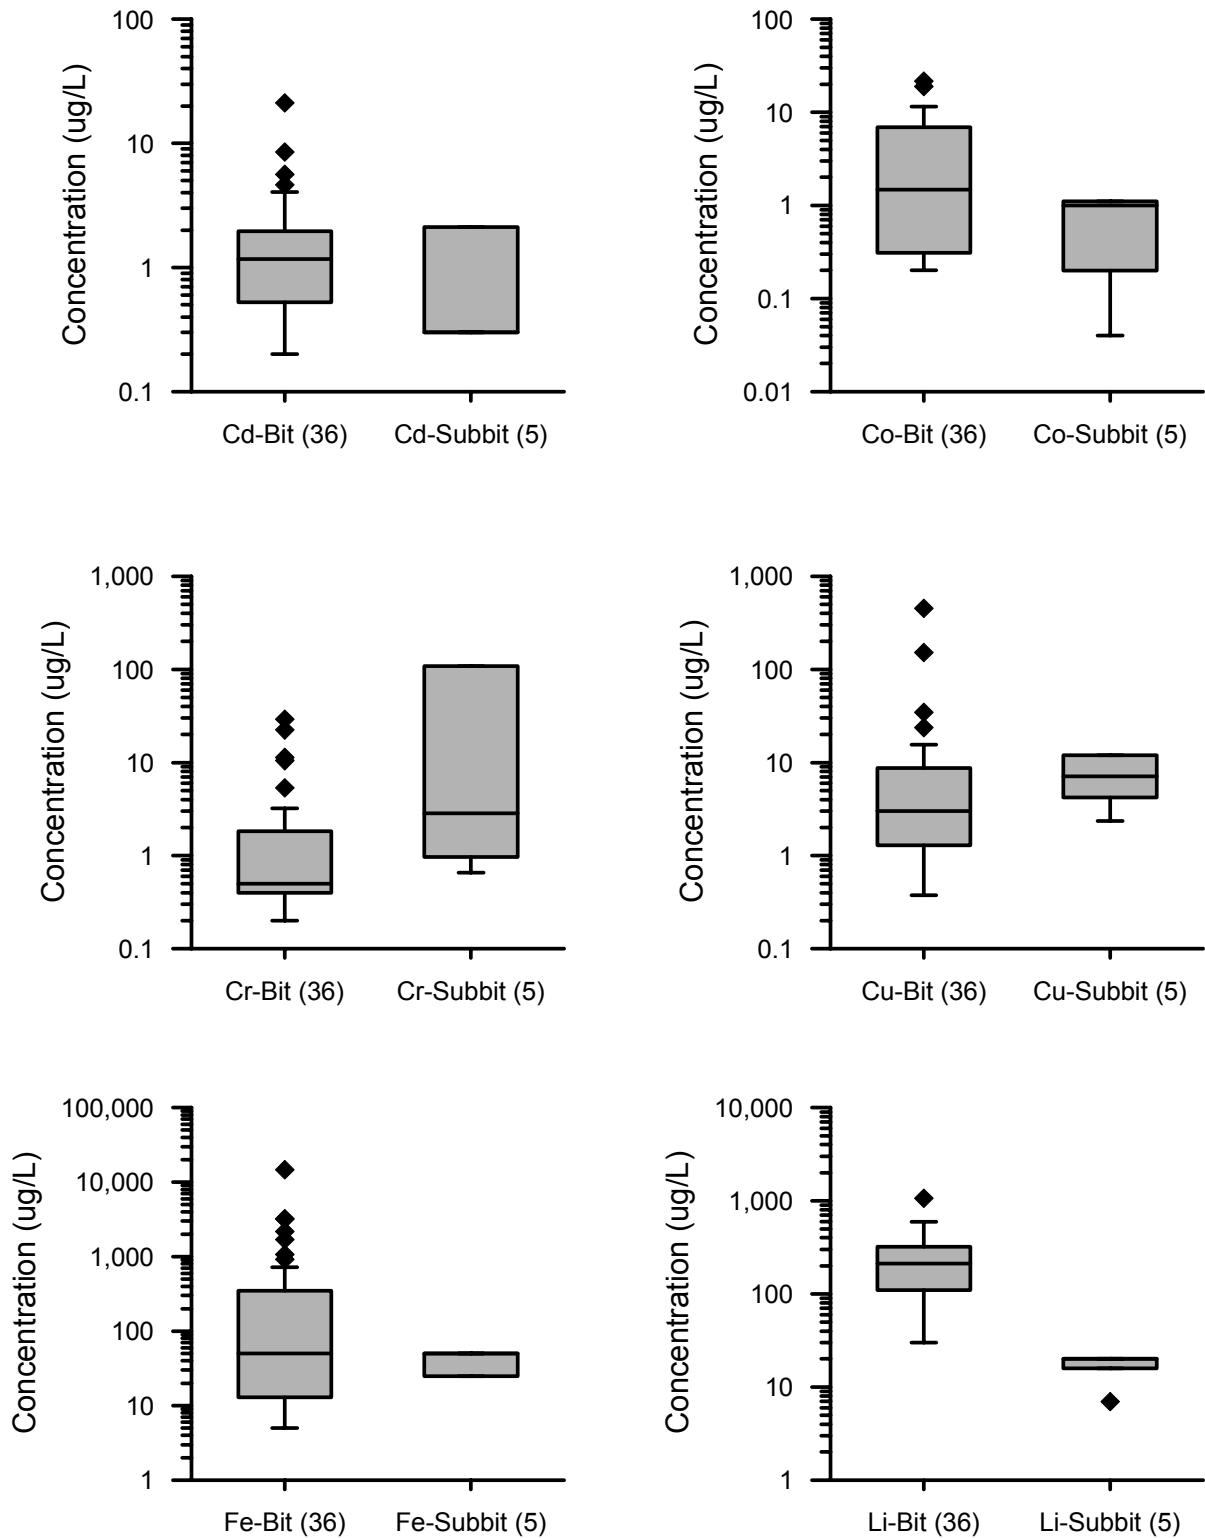 100
10
1
0.1
Concentration (ug/L)
Cd-Bit (36)
Cd-Subbit (5)
100
10
1
0.1
0.01
Concentration (ug/L)
Co-Bit (36)
Co-Subbit (5)
1,000
100
10
1
0.1
Concentration (ug/L)
Cr-Bit (36)
Cr-Subbit (5)
1,000
100
10
1
0.1
Concentration (ug/L)
Cu-Bit (36)
Cu-Subbit (5)
100,000
10,000
1,000
100
10
1
Concentration (ug/L)
Fe-Bit (36)
Fe-Subbit (5)
10,000
1,000
100
10
1
Concentration (ug/L)
Li-Bit (36)
Li-Subbit (5)